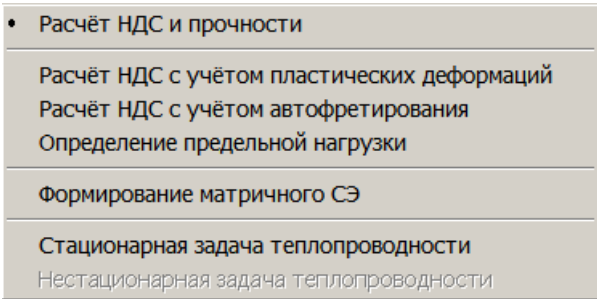 Расчёт НДС и прочности
Расчёт НДС с учётом пластических деформаций
Расчёт НДС с учётом автофретирования
Определение предельной нагрузки
Формирование матричного СЭ
Стационарная задача теплопроводности
Нестационарная задача теплопроводности